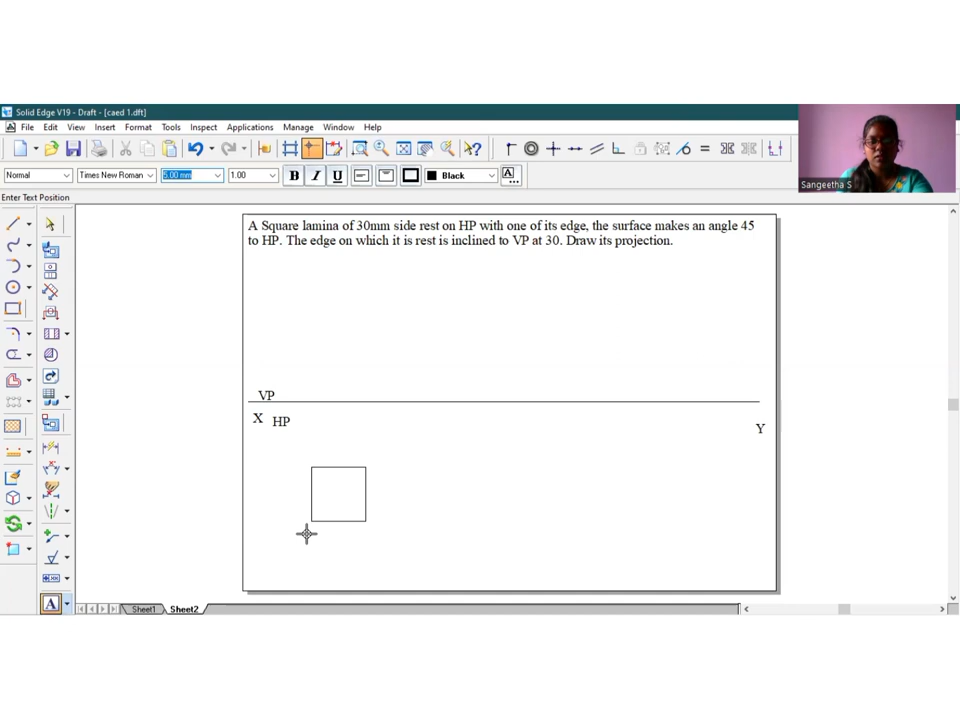 Solid Edge V19 - Draft - [caed 1.dft]
File Edit View Insert Format Tools Inspect Applications Manage Window Help
Normal Times New Roman 5.00 mm 1.00 B I U Black A
Enter Text Position
Sangeetha S
A Square lamina of 30mm side rest on HP with one of its edge, the surface makes an angle 45
to HP. The edge on which it is rest is inclined to VP at 30. Draw its projection.
VP
X HP
Y
A
Sheet1 Sheet2